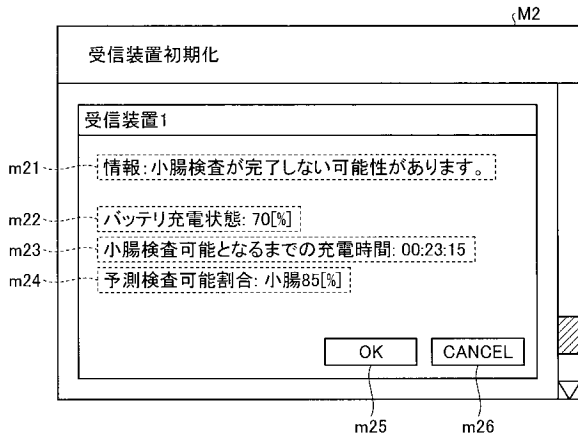 M2
受信装置初期化
受信装置1
m21 情報:小腸検査が完了しない可能性があります。
m22 バッテリ充電状態: 70[%]
m23 小腸検査可能となるまでの充電時間: 00:23:15
m24 予測検査可能割合: 小腸85[%]
OK CANCEL
m25 m26